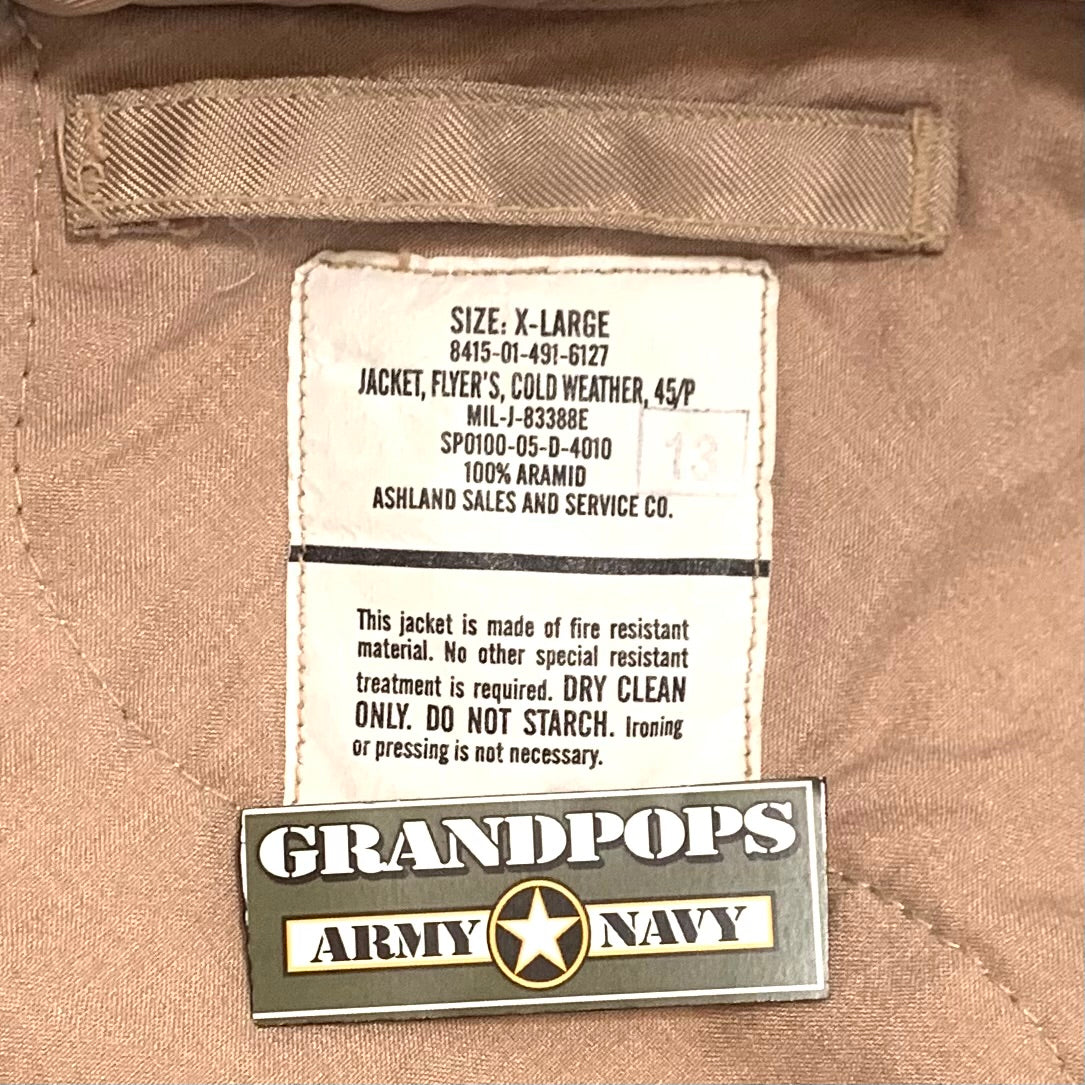 SIZE: X-LARGE
8415-01-491-6127
JACKET, FLYER'S, COLD WEATHER, 45/P
MIL-J-83388E
SP0100-05-D-4010
13
100% ARAMID
ASHLAND SALES AND SERVICE CO.
This jacket is made of fire resistant
material. No other special resistant
treatment is required. DRY CLEAN
ONLY. DO NOT STARCH. Ironing
or pressing is not necessary.
GRANDPOPS
ARMY NAVY